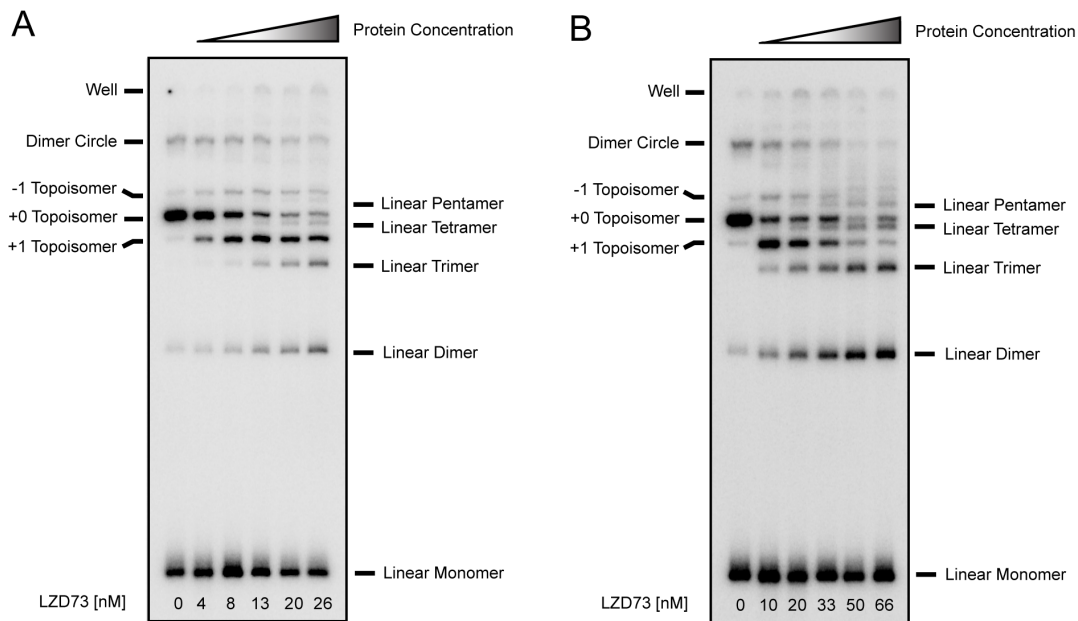 A
Protein Concentration
Well
Dimer Circle
-1 Topoisomer
+0 Topoisomer
+1 Topoisomer
Linear Pentamer
Linear Tetramer
Linear Trimer
Linear Dimer
Linear Monomer
LZD73 [nM] 0 4 8 13 20 26
B
Protein Concentration
Well
Dimer Circle
-1 Topoisomer
+0 Topoisomer
+1 Topoisomer
Linear Pentamer
Linear Tetramer
Linear Trimer
Linear Dimer
Linear Monomer
LZD73 [nM] 0 10 20 33 50 66